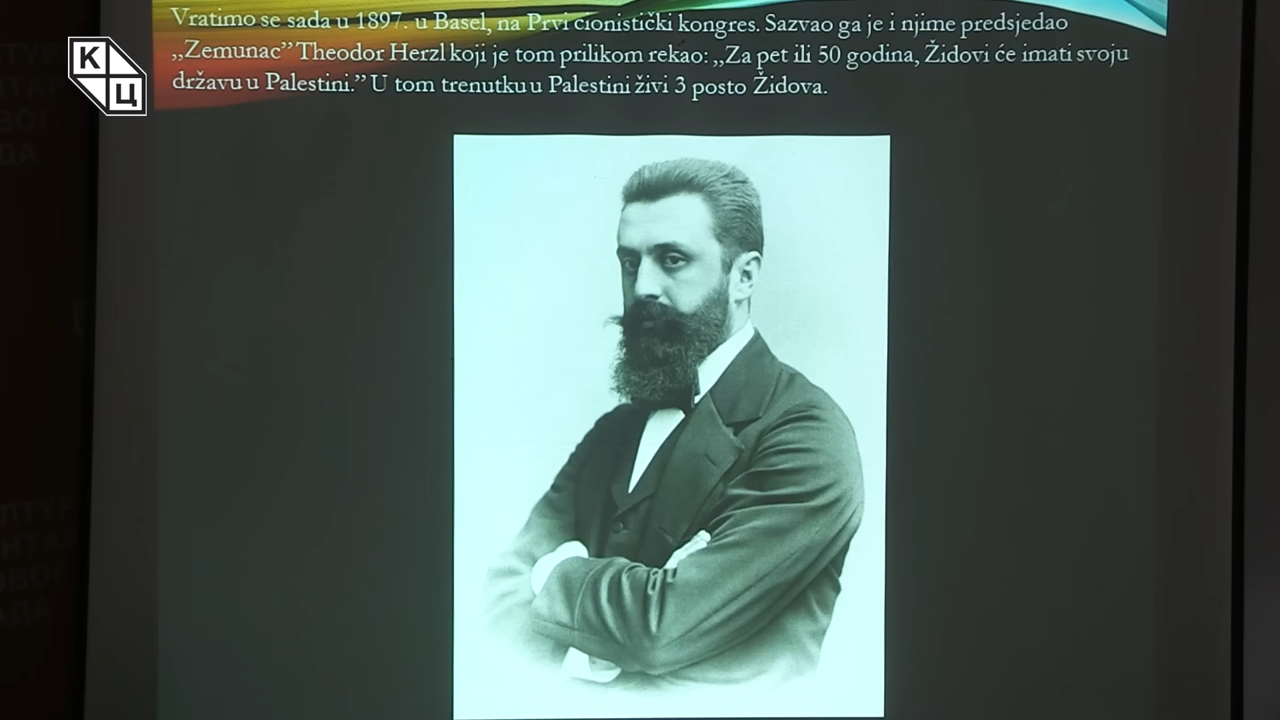 Vratimo se sada u 1897. u Basel, na Prvi cionistički kongres. Sazvao ga je i njime predsjedao
„Zemunac” Theodor Herzl koji je tom prilikom rekao: „Za pet ili 50 godina, Židovi će imati svoju
državu u Palestini.” U tom trenutku u Palestini živi 3 posto Židova.
К
Ц